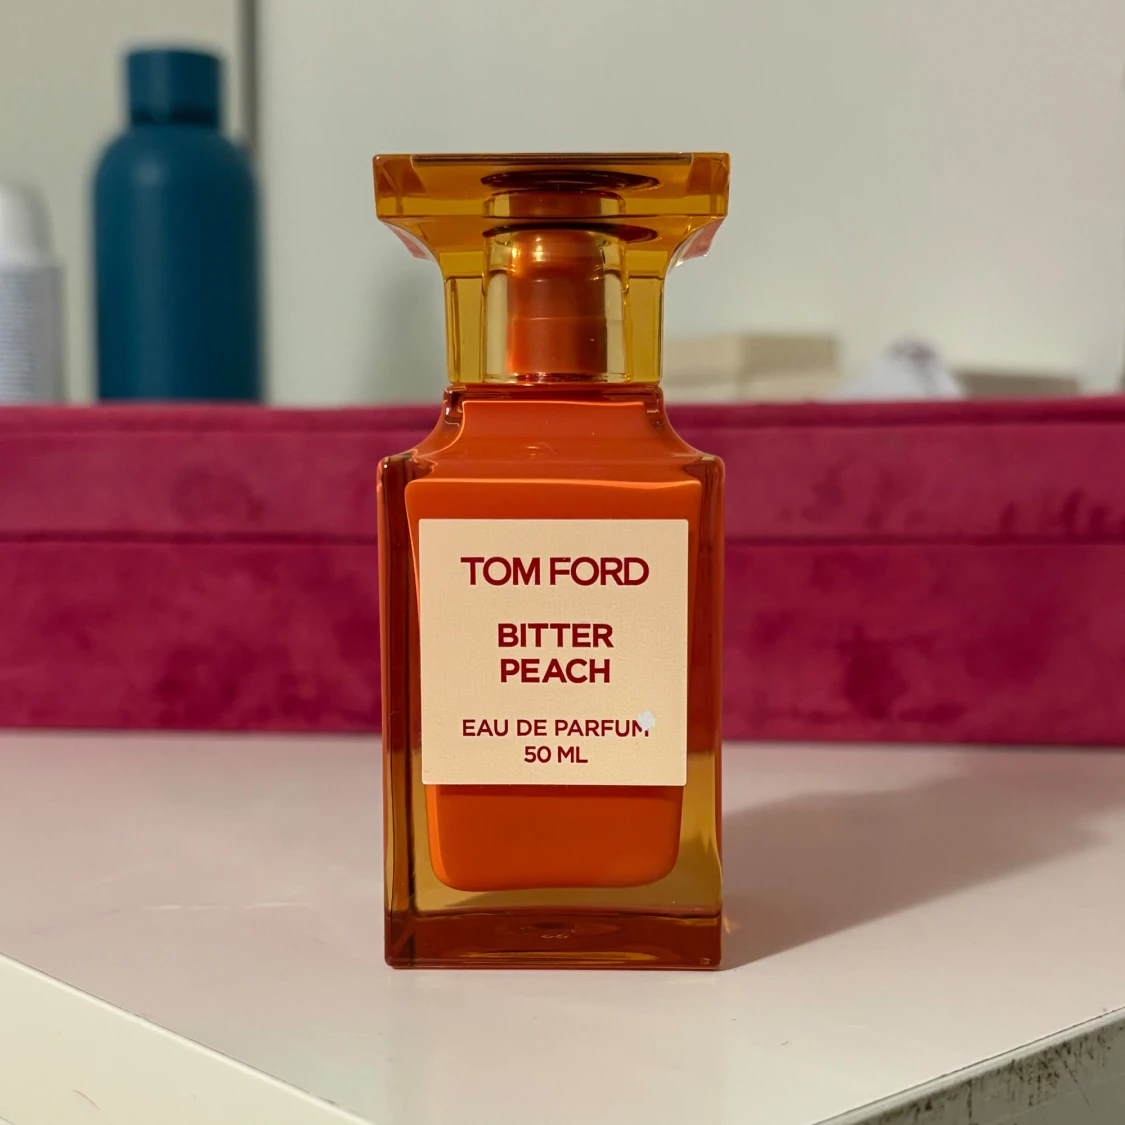 TOM FORD
BITTER
PEACH
EAU DE PARFUM
50 ML